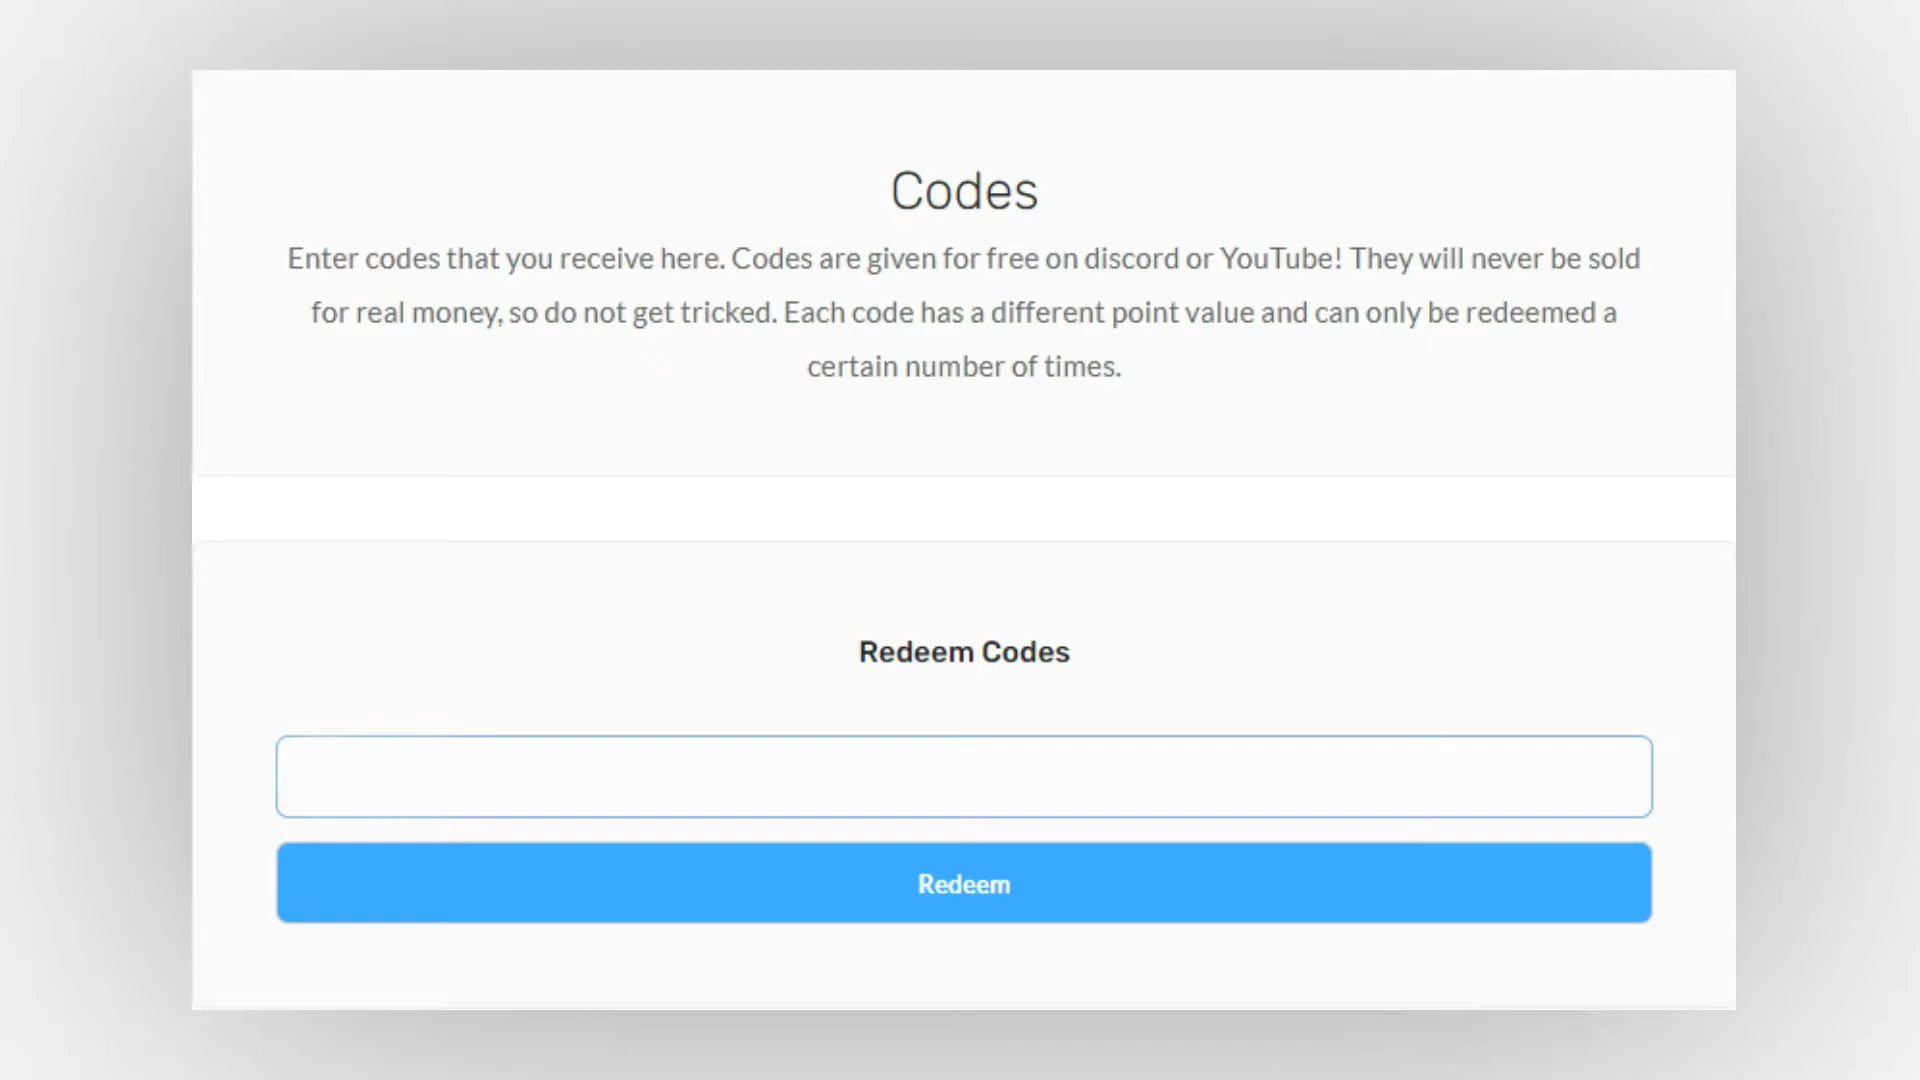 Codes
Enter codes that you receive here. Codes are given for free on discord or YouTube! They will never be sold
for real money, so do not get tricked. Each code has a different point value and can only be redeemed a
certain number of times.
Redeem Codes
Redeem